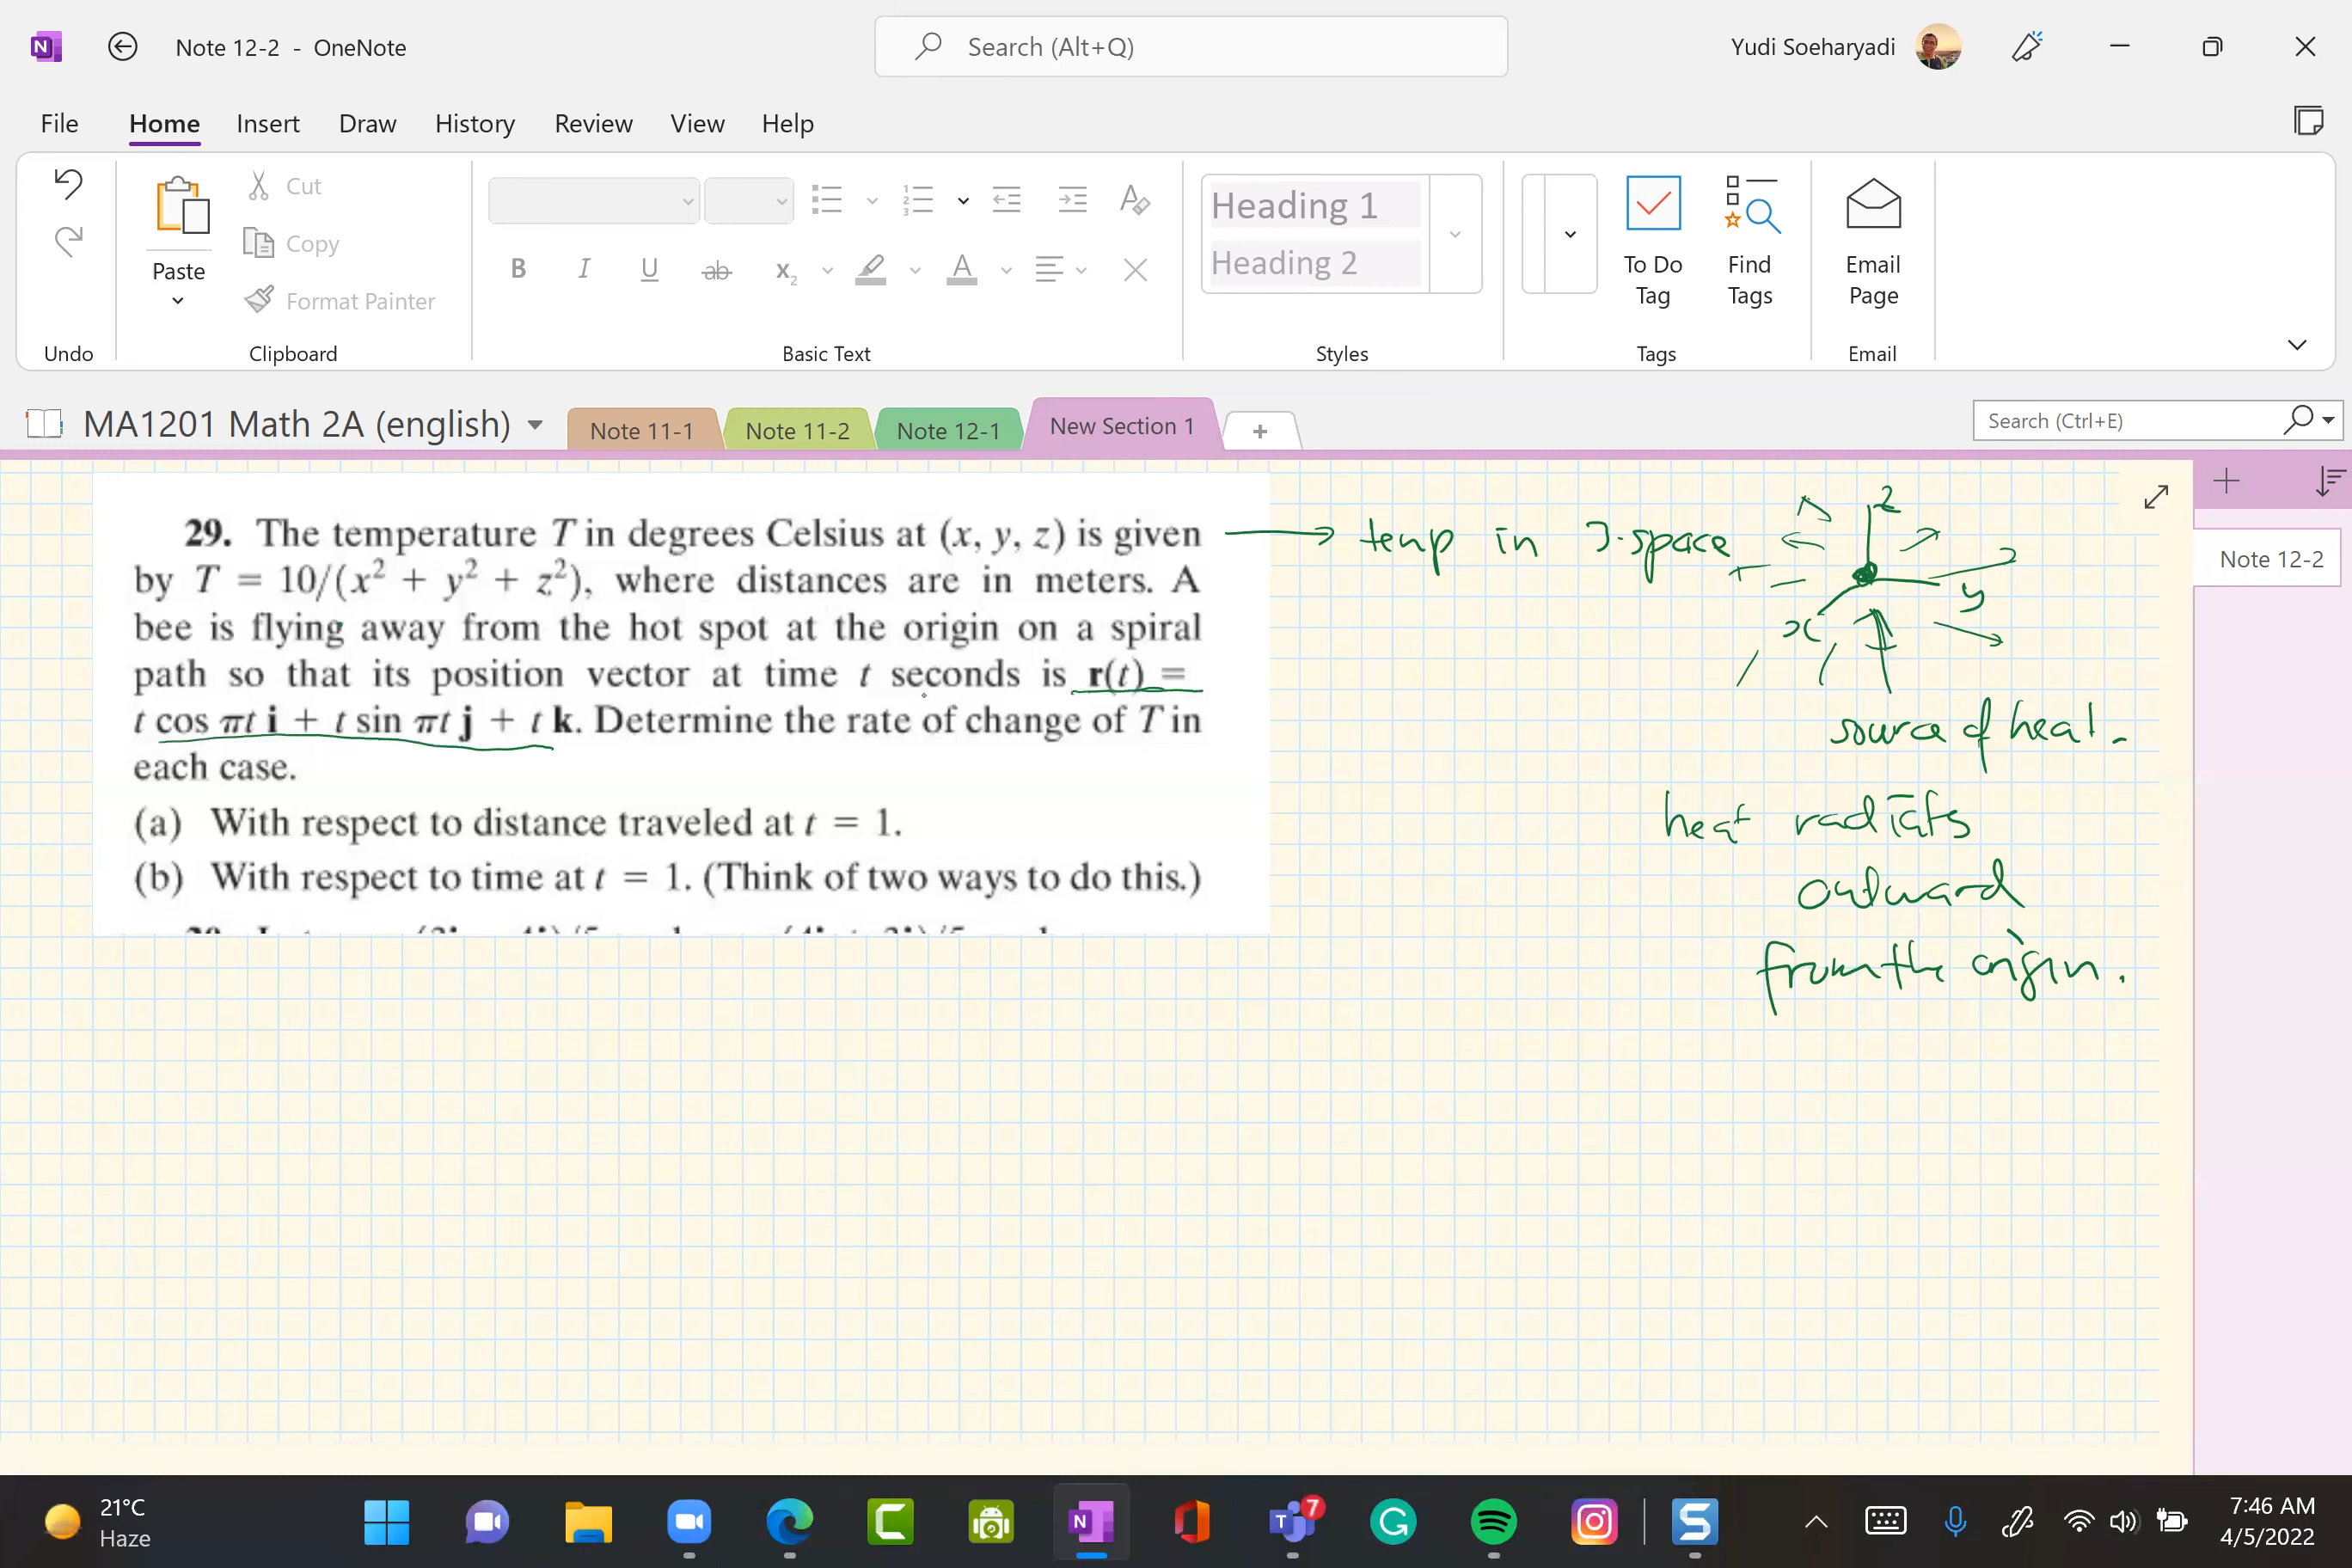 Note 12-2 - OneNote
Search (Alt+Q)
Yudi Soeharyadi
File Home Insert Draw History Review View Help
Cut
Copy
Format Painter
Paste
Heading 1
Heading 2
To Do Tag
Find Tags
Email Page
Undo Clipboard Basic Text Styles Tags Email
MA1201 Math 2A (english)
Note 11-1 Note 11-2 Note 12-1 New Section 1 +
Search (Ctrl+E)
Note 12-2
29. The temperature T in degrees Celsius at (x, y, z) is given
by T = 10/(x² + y² + z²), where distances are in meters. A
bee is flying away from the hot spot at the origin on a spiral
path so that its position vector at time t seconds is r(t) =
t cos πt i + t sin πt j + t k. Determine the rate of change of T in
each case.
(a) With respect to distance traveled at t = 1.
(b) With respect to time at t = 1. (Think of two ways to do this.)
temp in 3-space
z
y
x
source of heat
heat radiats
outward
from the origin.
21°C
Haze
7
7:46 AM
4/5/2022